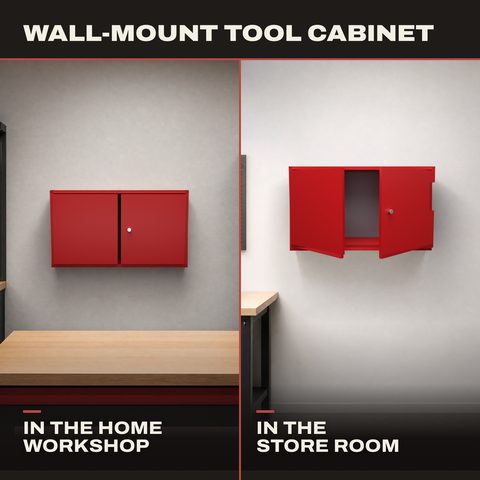 WALL-MOUNT TOOL CABINET
IN THE HOME
WORKSHOP
IN THE
STORE ROOM